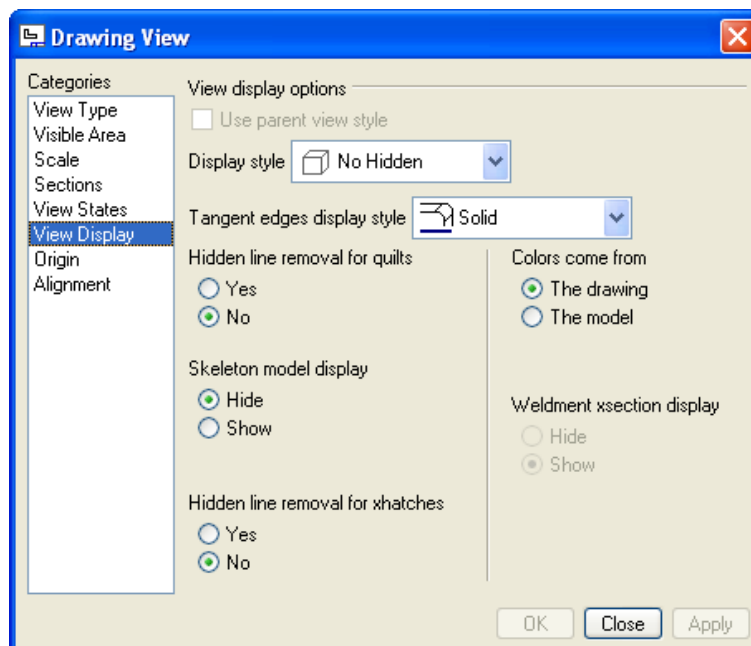 Drawing View
Categories
View Type
Visible Area
Scale
Sections
View States
View Display
Origin
Alignment
View display options
Use parent view style
Display style No Hidden
Tangent edges display style Solid
Hidden line removal for quilts
Yes
No
Skeleton model display
Hide
Show
Hidden line removal for xhatches
Yes
No
Colors come from
The drawing
The model
Weldment xsection display
Hide
Show
OK Close Apply